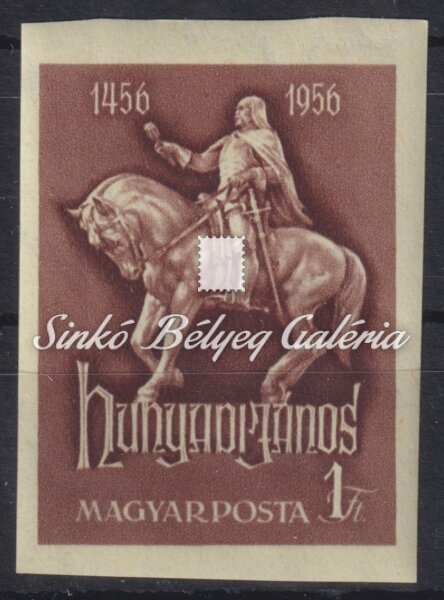 1456 1956
Sinkó Bélyeg Galéria
Hunyadi János
MAGYAR POSTA 1 Ft.